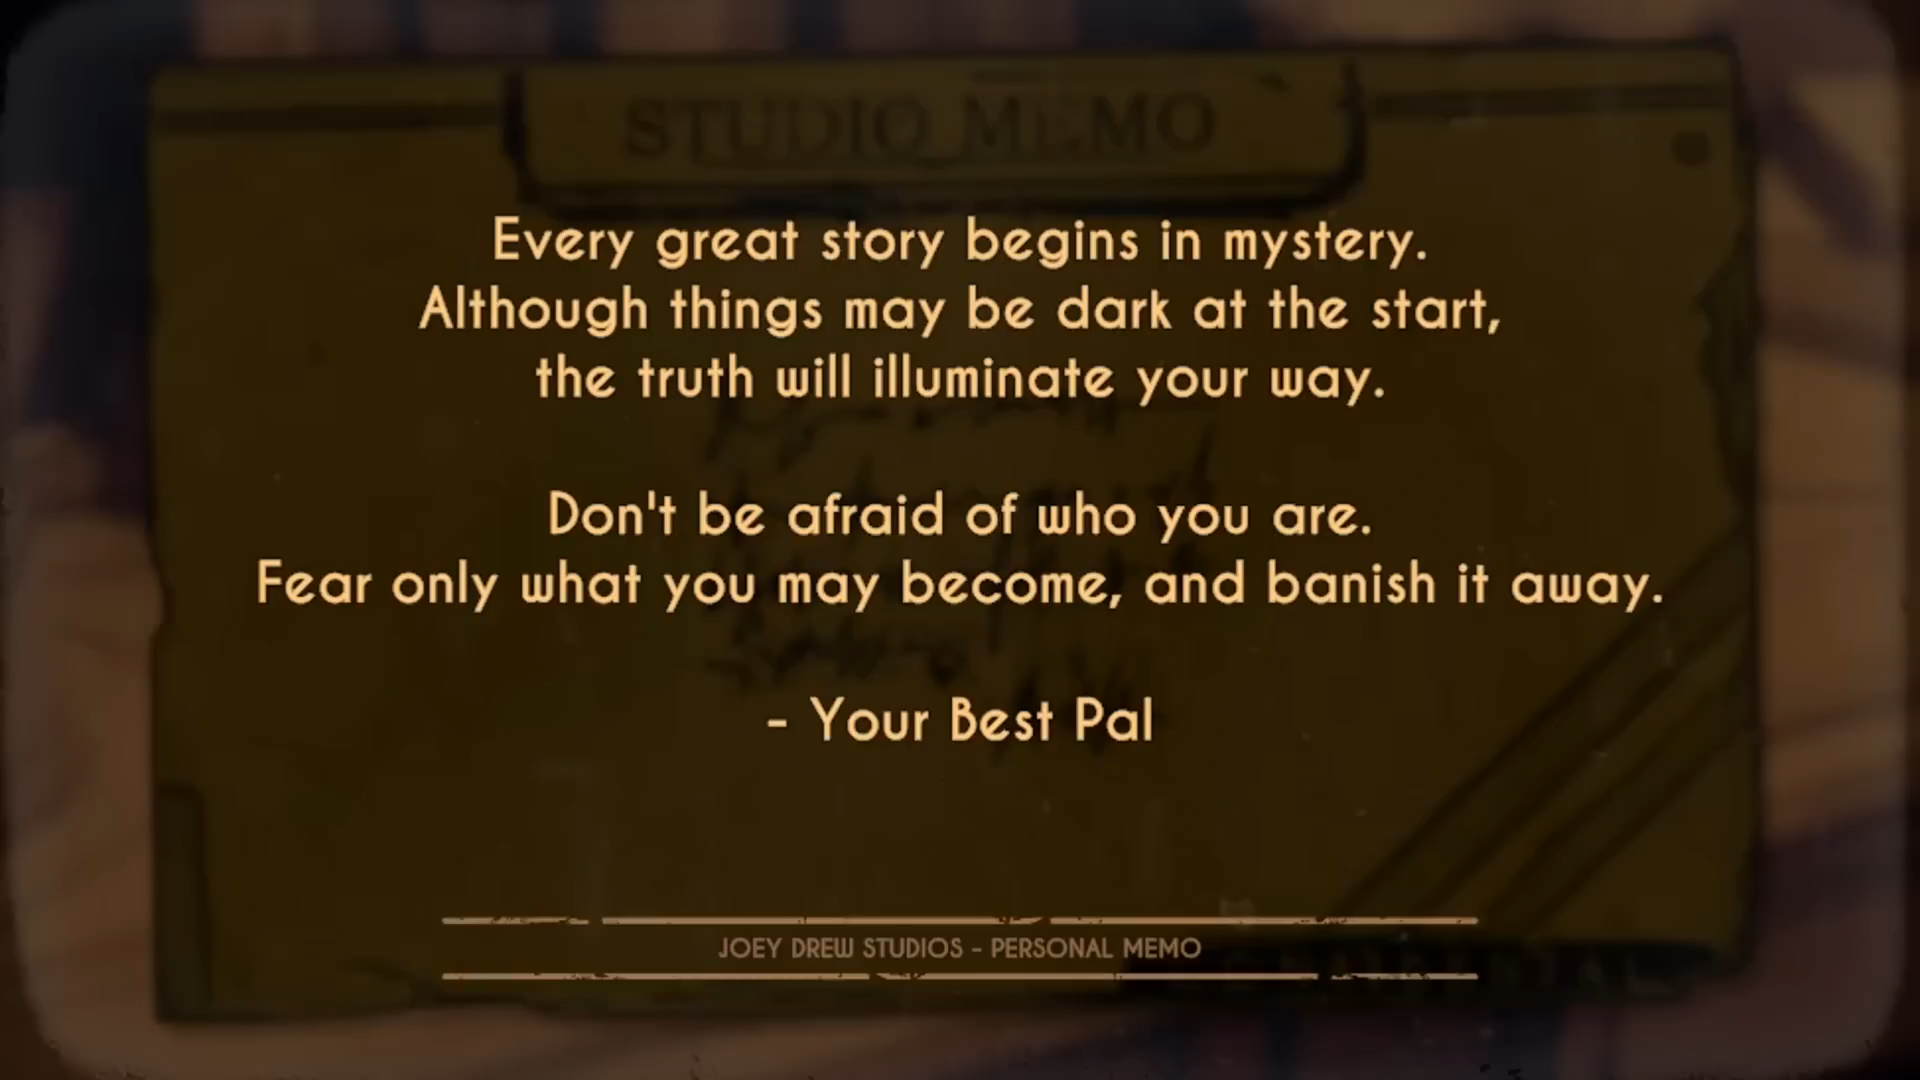 STUDIO MEMO
Every great story begins in mystery.
Although things may be dark at the start,
the truth will illuminate your way.
Don't be afraid of who you are.
Fear only what you may become, and banish it away.
- Your Best Pal
JOEY DREW STUDIOS - PERSONAL MEMO